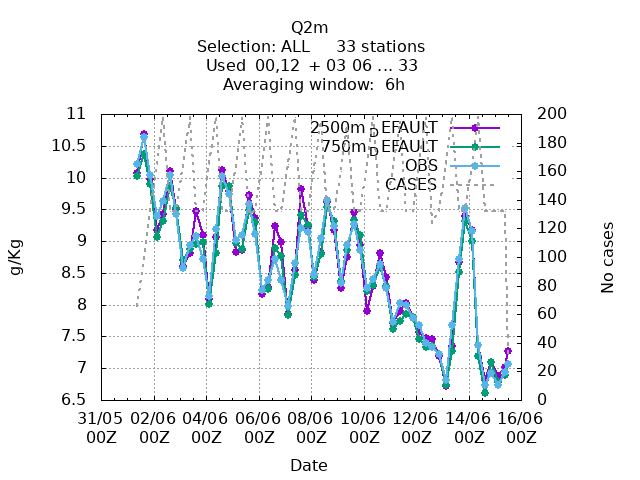 Q2m
Selection: ALL 33 stations
Used 00,12 + 03 06 ... 33
Averaging window: 6h
2500m_DEFAULT
750m_DEFAULT
OBS
CASES
11
10.5
10
9.5
9
8.5
8
7.5
7
6.5
g/Kg
200
180
160
140
120
100
80
60
40
20
0
No cases
31/05 02/06 04/06 06/06 08/06 10/06 12/06 14/06 16/06
00Z 00Z 00Z 00Z 00Z 00Z 00Z 00Z 00Z
Date